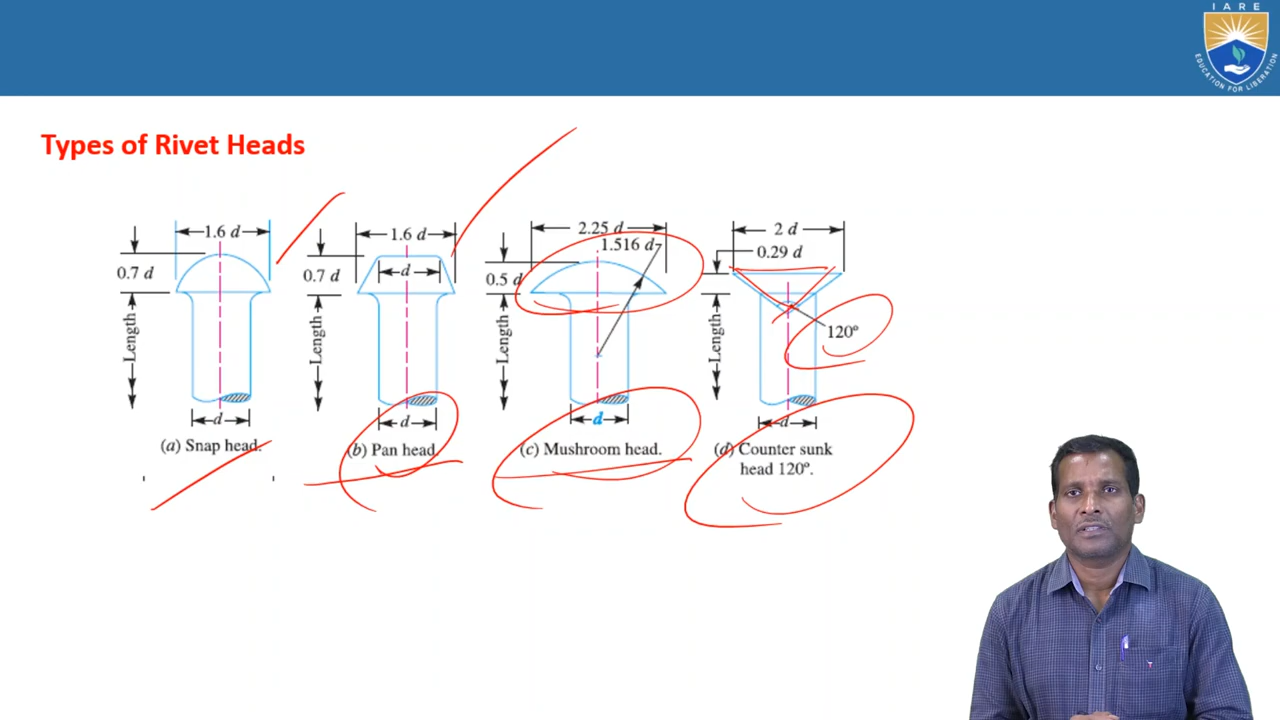 IARE
EDUCATION FOR LIBERATION
Types of Rivet Heads
1.6 d
0.7 d
Length
d
(a) Snap head.
1.6 d
d
0.7 d
Length
d
(b) Pan head.
2.25 d
1.516 d
0.5 d
Length
d
(c) Mushroom head.
2 d
0.29 d
Length
120º
d
(d) Counter sunk
head 120º.